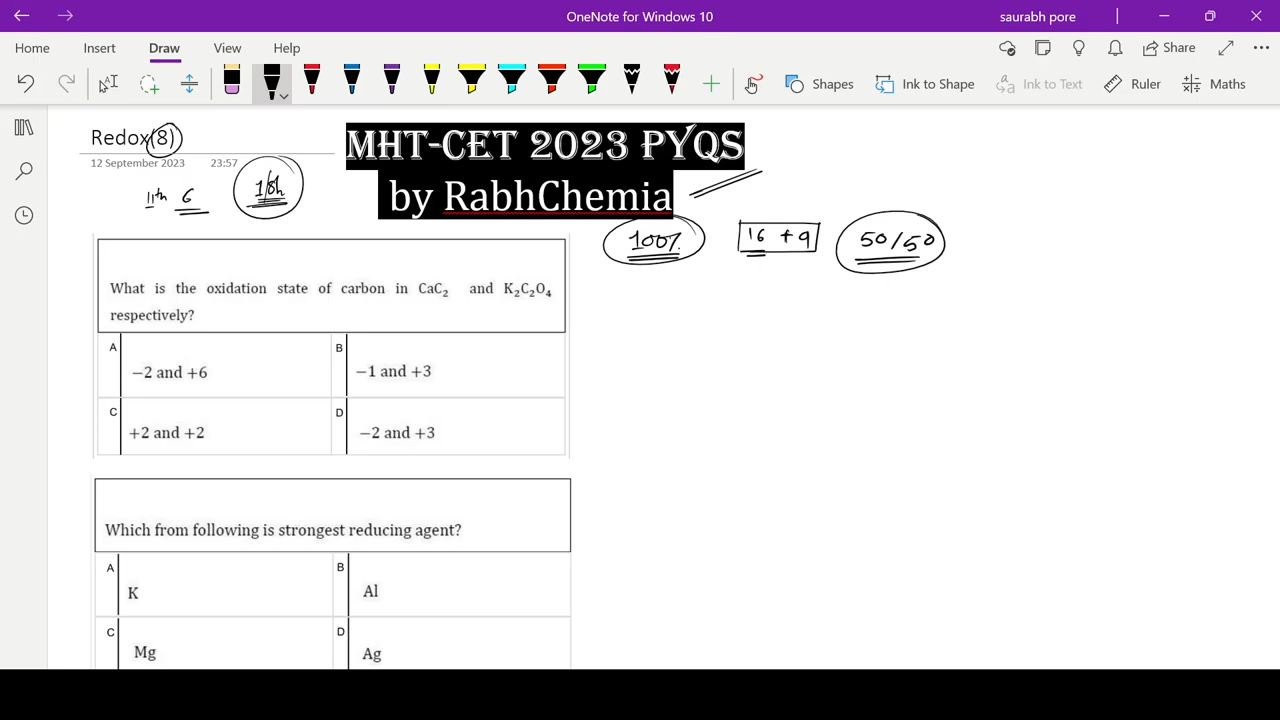 OneNote for Windows 10
saurabh pore
Home Insert Draw View Help
Share
Shapes Ink to Shape Ink to Text Ruler Maths
Redox(8)
12 September 2023 23:57
MHT-CET 2023 PYQS
by RabhChemia
11th 6
100% 16 + 9 50/50
What is the oxidation state of carbon in CaC₂ and K₂C₂O₄
respectively?
A −2 and +6
B −1 and +3
C +2 and +2
D −2 and +3
Which from following is strongest reducing agent?
A K
B Al
C Mg
D Ag